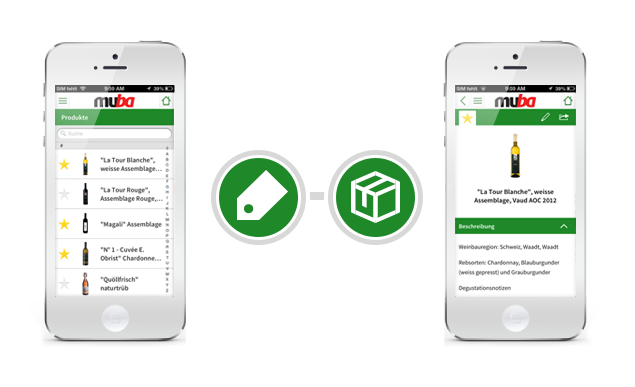 SIM fehlt 9:09 AM 39%
muba
Produkte
Suche
#
"La Tour Blanche",
weisse Assemblage...
"La Tour Rouge",
Assemblage Rouge,...
"Magali" Assemblage
"N° 1 - Cuvée E.
Obrist" Chardonne...
"Quöllfrisch"
naturtrüb
SIM fehlt 9:09 AM 39%
muba
"La Tour Blanche", weisse
Assemblage, Vaud AOC 2012
Beschreibung
Weinbauregion: Schweiz, Waadt, Waadt
Rebsorten: Chardonnay, Blauburgunder
(weiss gepresst) und Grauburgunder
Degustationsnotizen